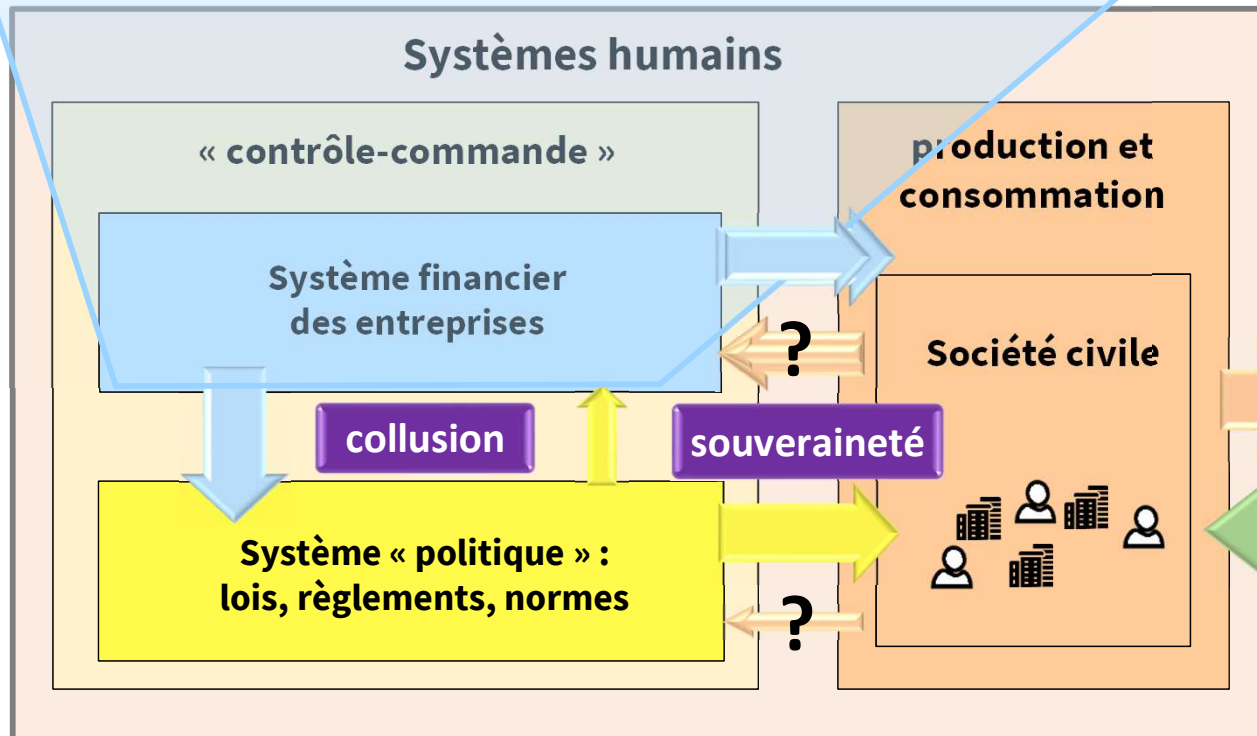 Systèmes humains
« contrôle-commande »
Système financier
des entreprises
collusion
Système « politique » :
lois, règlements, normes
souveraineté
?
?
production et
consommation
Société civile